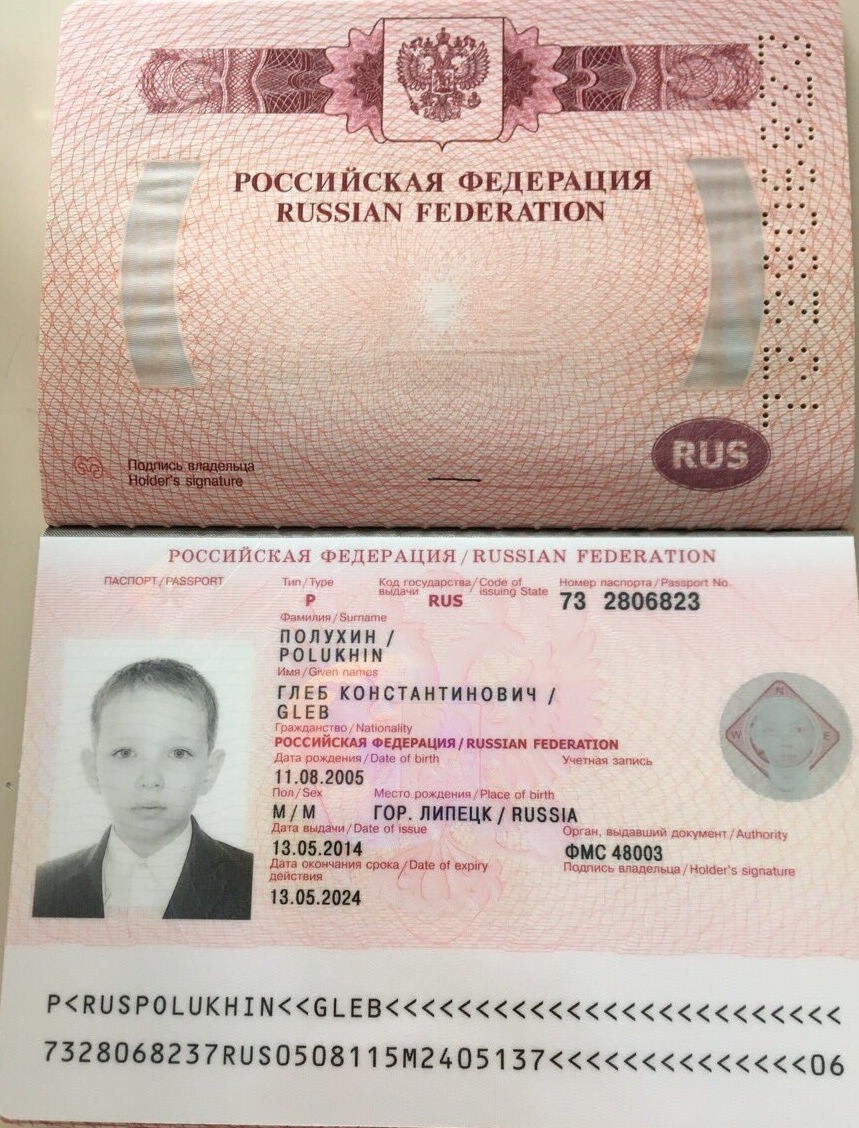 РОССИЙСКАЯ ФЕДЕРАЦИЯ
RUSSIAN FEDERATION
73 2806823
RUS
Подпись владельца
Holder's signature
РОССИЙСКАЯ ФЕДЕРАЦИЯ / RUSSIAN FEDERATION
ПАСПОРТ / PASSPORT
Тип / Type
Код государства / Code of
выдачи issuing State
Номер паспорта / Passport No.
P RUS 73 2806823
Фамилия / Surname
ПОЛУХИН /
POLUKHIN
Имя / Given names
ГЛЕБ КОНСТАНТИНОВИЧ /
GLEB
Гражданство / Nationality
РОССИЙСКАЯ ФЕДЕРАЦИЯ / RUSSIAN FEDERATION
Дата рождения / Date of birth
Учетная запись
11.08.2005
Пол / Sex
Место рождения / Place of birth
М / M ГОР. ЛИПЕЦК / RUSSIA
Дата выдачи / Date of issue
Орган, выдавший документ / Authority
13.05.2014
ФМС 48003
Дата окончания срока / Date of expiry
действия
Подпись владельца / Holder's signature
13.05.2024
N
W E
P<RUSPOLUKHIN<<GLEB<<<<<<<<<<<<<<<<<<<<<<<<<
7328068237RUS0508115M2405137<<<<<<<<<<<<<<06